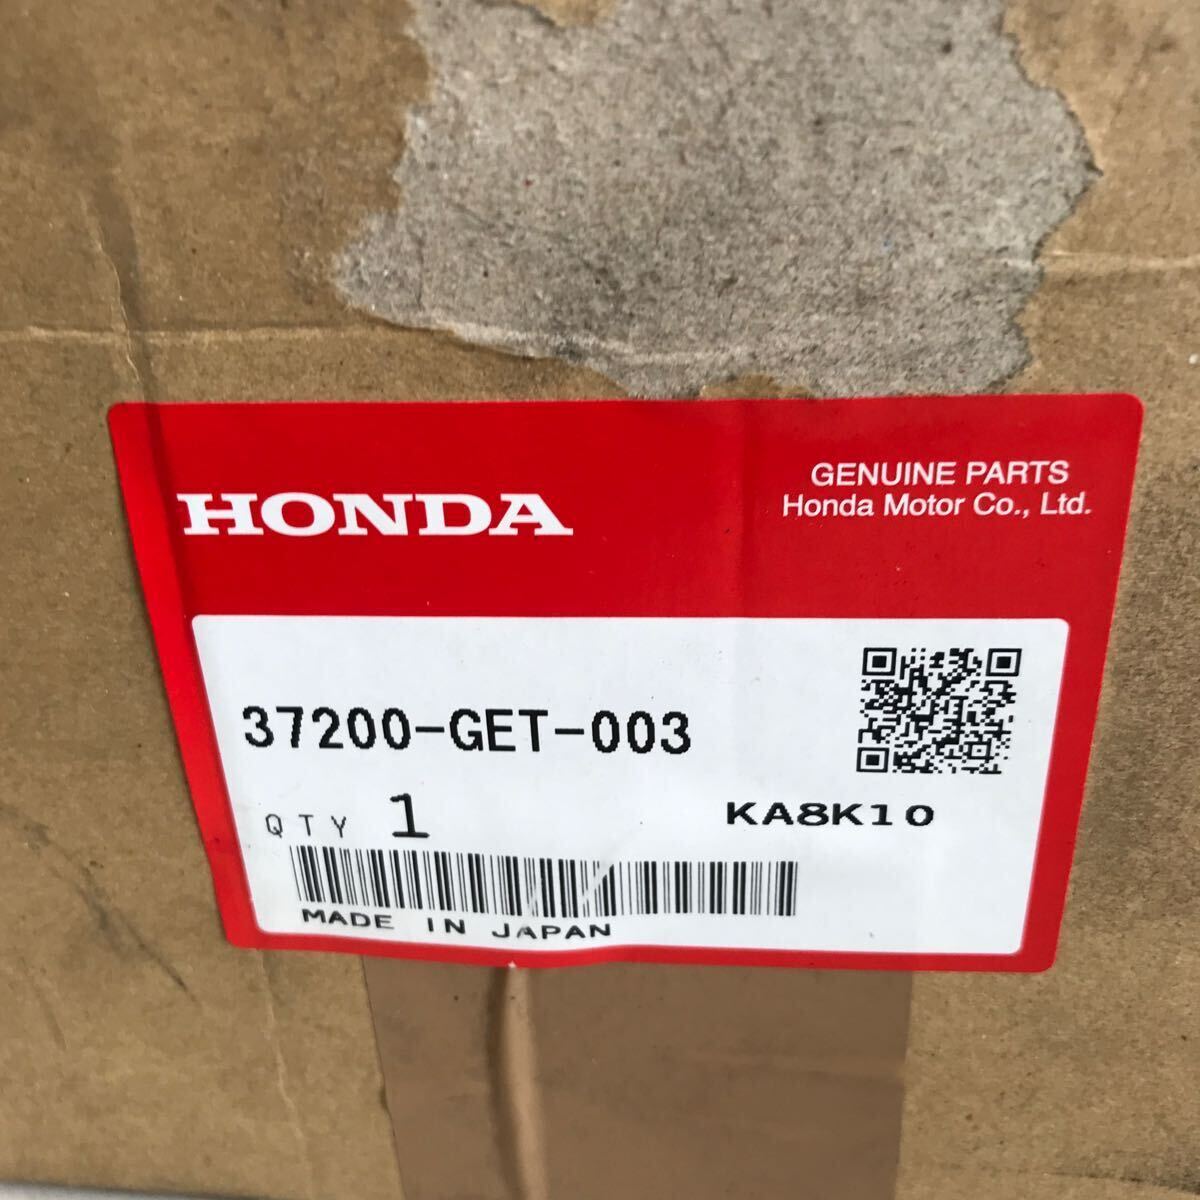 HONDA
GENUINE PARTS
Honda Motor Co., Ltd.
37200-GET-003
QTY 1
KA8K10
MADE IN JAPAN